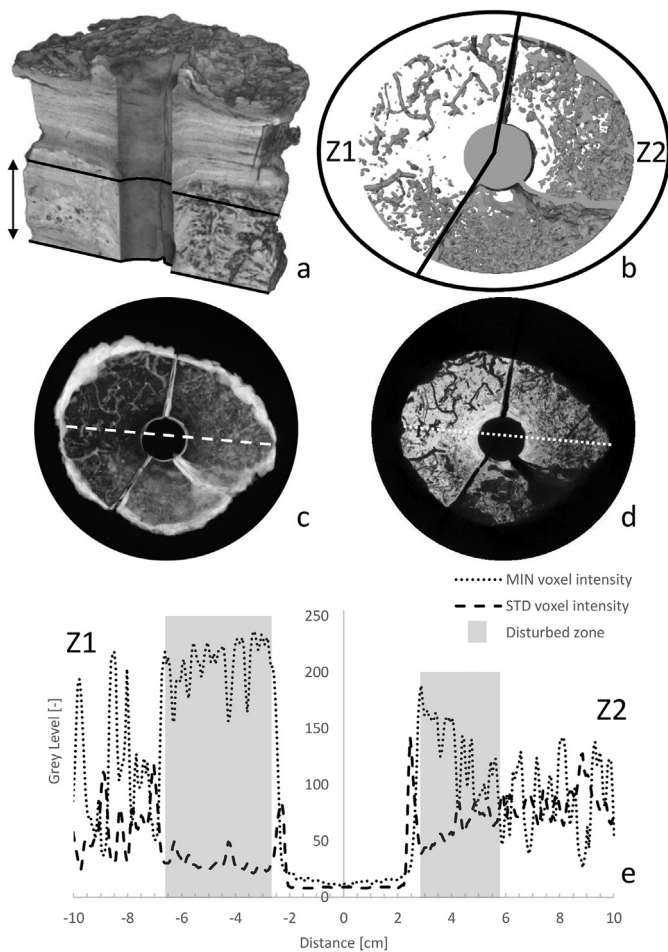 a
Z1
Z2
b
c
d
MIN voxel intensity
STD voxel intensity
Disturbed zone
Z1
Z2
Grey Level [-]
250
200
150
100
50
0
-10 -8 -6 -4 -2 0 2 4 6 8 10
Distance [cm]
e